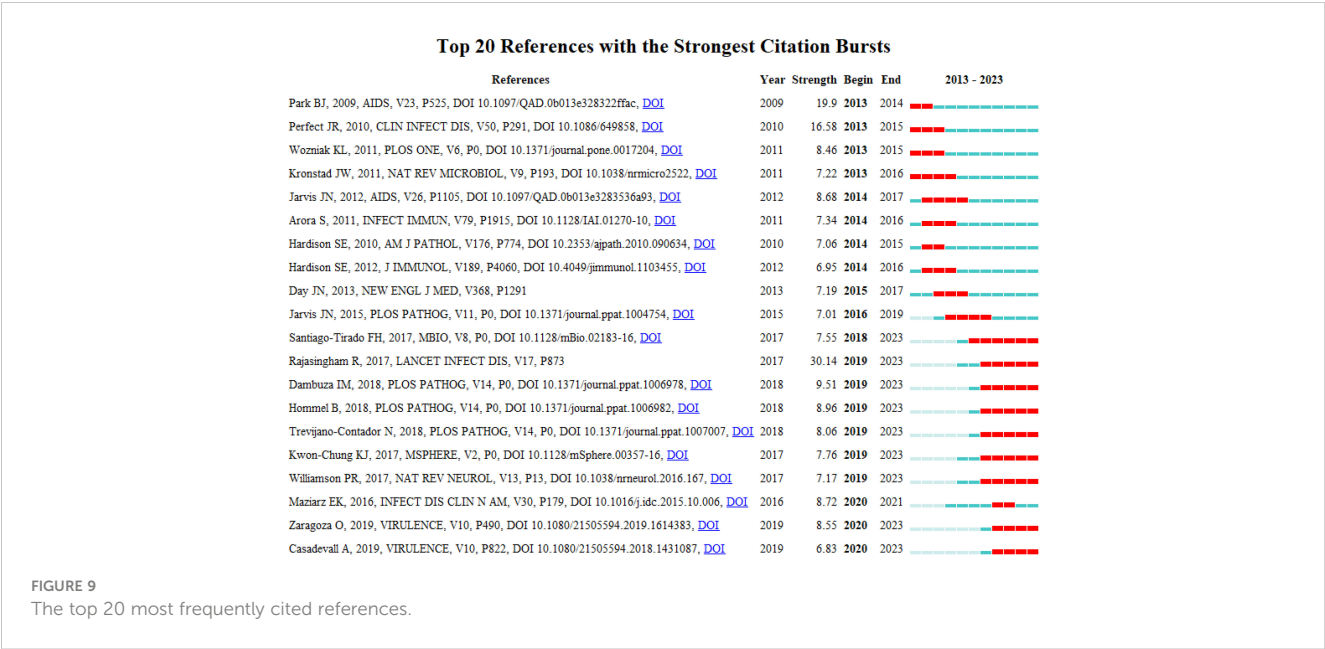 Top 20 References with the Strongest Citation Bursts
References Year Strength Begin End 2013 - 2023
Park BJ, 2009, AIDS, V23, P525, DOI 10.1097/QAD.0b013e328322ffac, DOI 2009 19.9 2013 2014
Perfect JR, 2010, CLIN INFECT DIS, V50, P291, DOI 10.1086/649858, DOI 2010 16.58 2013 2015
Wozniak KL, 2011, PLOS ONE, V6, P0, DOI 10.1371/journal.pone.0017204, DOI 2011 8.46 2013 2015
Kronstad JW, 2011, NAT REV MICROBIOL, V9, P193, DOI 10.1038/nrmicro2522, DOI 2011 7.22 2013 2016
Jarvis JN, 2012, AIDS, V26, P1105, DOI 10.1097/QAD.0b013e3283536a93, DOI 2012 8.68 2014 2017
Arora S, 2011, INFECT IMMUN, V79, P1915, DOI 10.1128/IAI.01270-10, DOI 2011 7.34 2014 2016
Hardison SE, 2010, AM J PATHOL, V176, P774, DOI 10.2353/ajpath.2010.090634, DOI 2010 7.06 2014 2015
Hardison SE, 2012, J IMMUNOL, V189, P4060, DOI 10.4049/jimmunol.1103455, DOI 2012 6.95 2014 2016
Day JN, 2013, NEW ENGL J MED, V368, P1291 2013 7.19 2015 2017
Jarvis JN, 2015, PLOS PATHOG, V11, P0, DOI 10.1371/journal.ppat.1004754, DOI 2015 7.01 2016 2019
Santiago-Tirado FH, 2017, MBIO, V8, P0, DOI 10.1128/mBio.02183-16, DOI 2017 7.55 2018 2023
Rajasingham R, 2017, LANCET INFECT DIS, V17, P873 2017 30.14 2019 2023
Dambuza IM, 2018, PLOS PATHOG, V14, P0, DOI 10.1371/journal.ppat.1006978, DOI 2018 9.51 2019 2023
Hommel B, 2018, PLOS PATHOG, V14, P0, DOI 10.1371/journal.ppat.1006982, DOI 2018 8.96 2019 2023
Trevijano-Contador N, 2018, PLOS PATHOG, V14, P0, DOI 10.1371/journal.ppat.1007007, DOI 2018 8.06 2019 2023
Kwon-Chung KJ, 2017, MSPHERE, V2, P0, DOI 10.1128/mSphere.00357-16, DOI 2017 7.76 2019 2023
Williamson PR, 2017, NAT REV NEUROL, V13, P13, DOI 10.1038/nrneurol.2016.167, DOI 2017 7.17 2019 2023
Maziarz EK, 2016, INFECT DIS CLIN N AM, V30, P179, DOI 10.1016/j.idc.2015.10.006, DOI 2016 8.72 2020 2021
Zaragoza O, 2019, VIRULENCE, V10, P490, DOI 10.1080/21505594.2019.1614383, DOI 2019 8.55 2020 2023
Casadevall A, 2019, VIRULENCE, V10, P822, DOI 10.1080/21505594.2018.1431087, DOI 2019 6.83 2020 2023
FIGURE 9
The top 20 most frequently cited references.